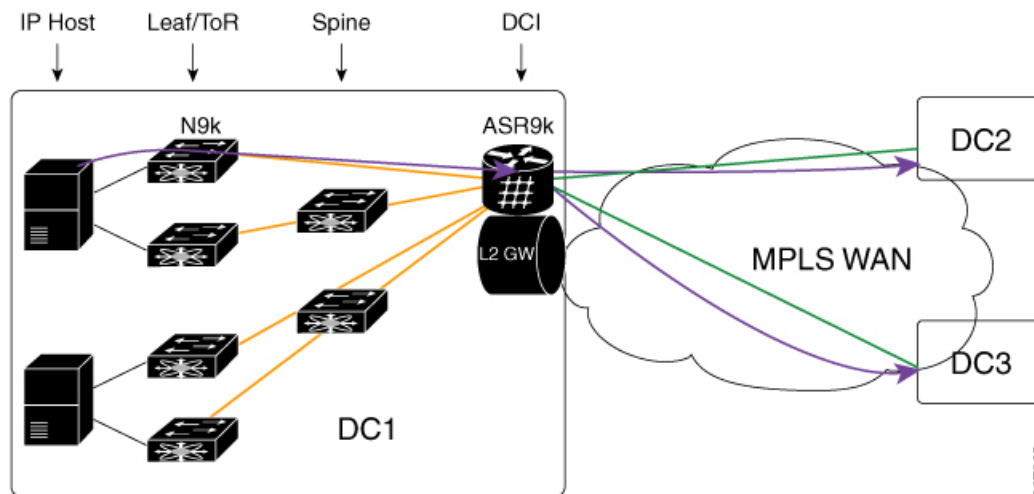 IP Host
Leaf/ToR
Spine
DCI
N9k
ASR9k
DC2
L2 GW
MPLS WAN
DC3
DC1